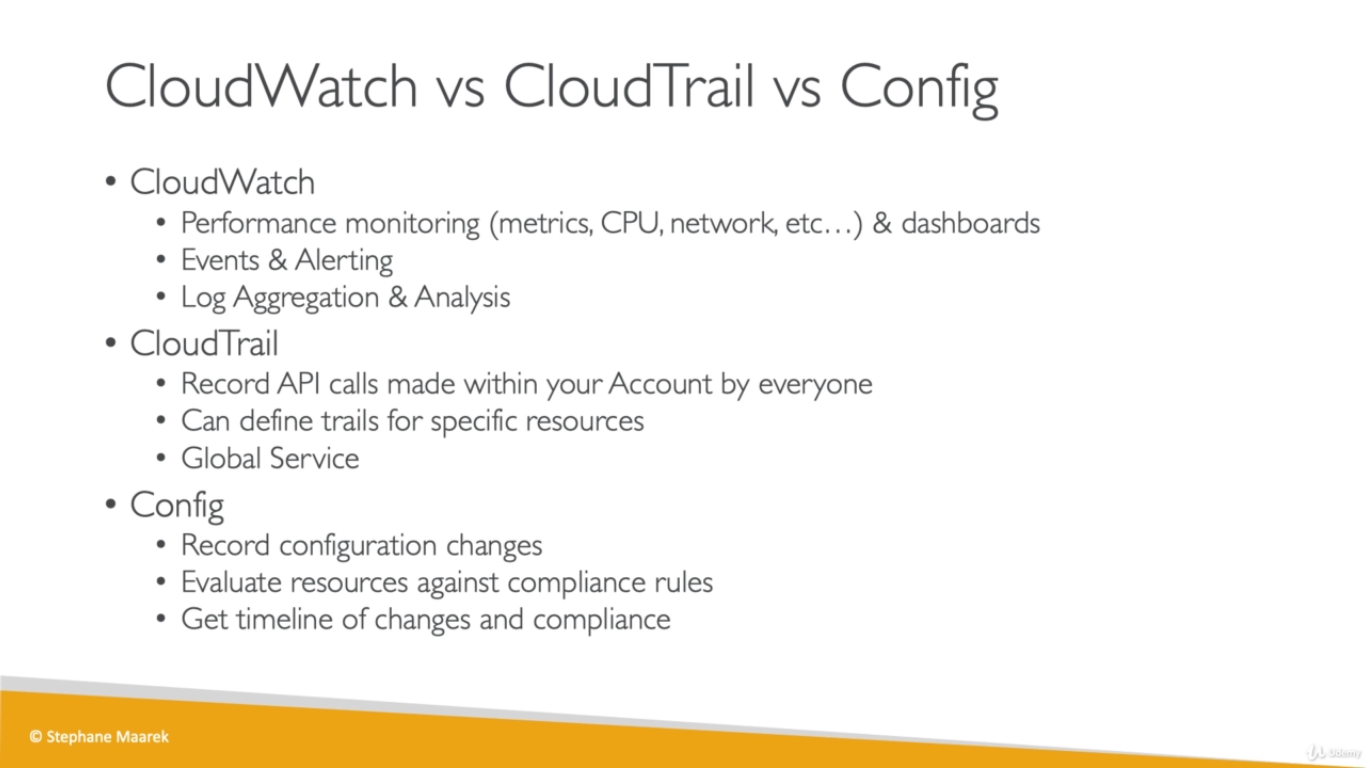 CloudWatch vs CloudTrail vs Config
• CloudWatch
• Performance monitoring (metrics, CPU, network, etc…) & dashboards
• Events & Alerting
• Log Aggregation & Analysis
• CloudTrail
• Record API calls made within your Account by everyone
• Can define trails for specific resources
• Global Service
• Config
• Record configuration changes
• Evaluate resources against compliance rules
• Get timeline of changes and compliance
© Stephane Maarek
Udemy